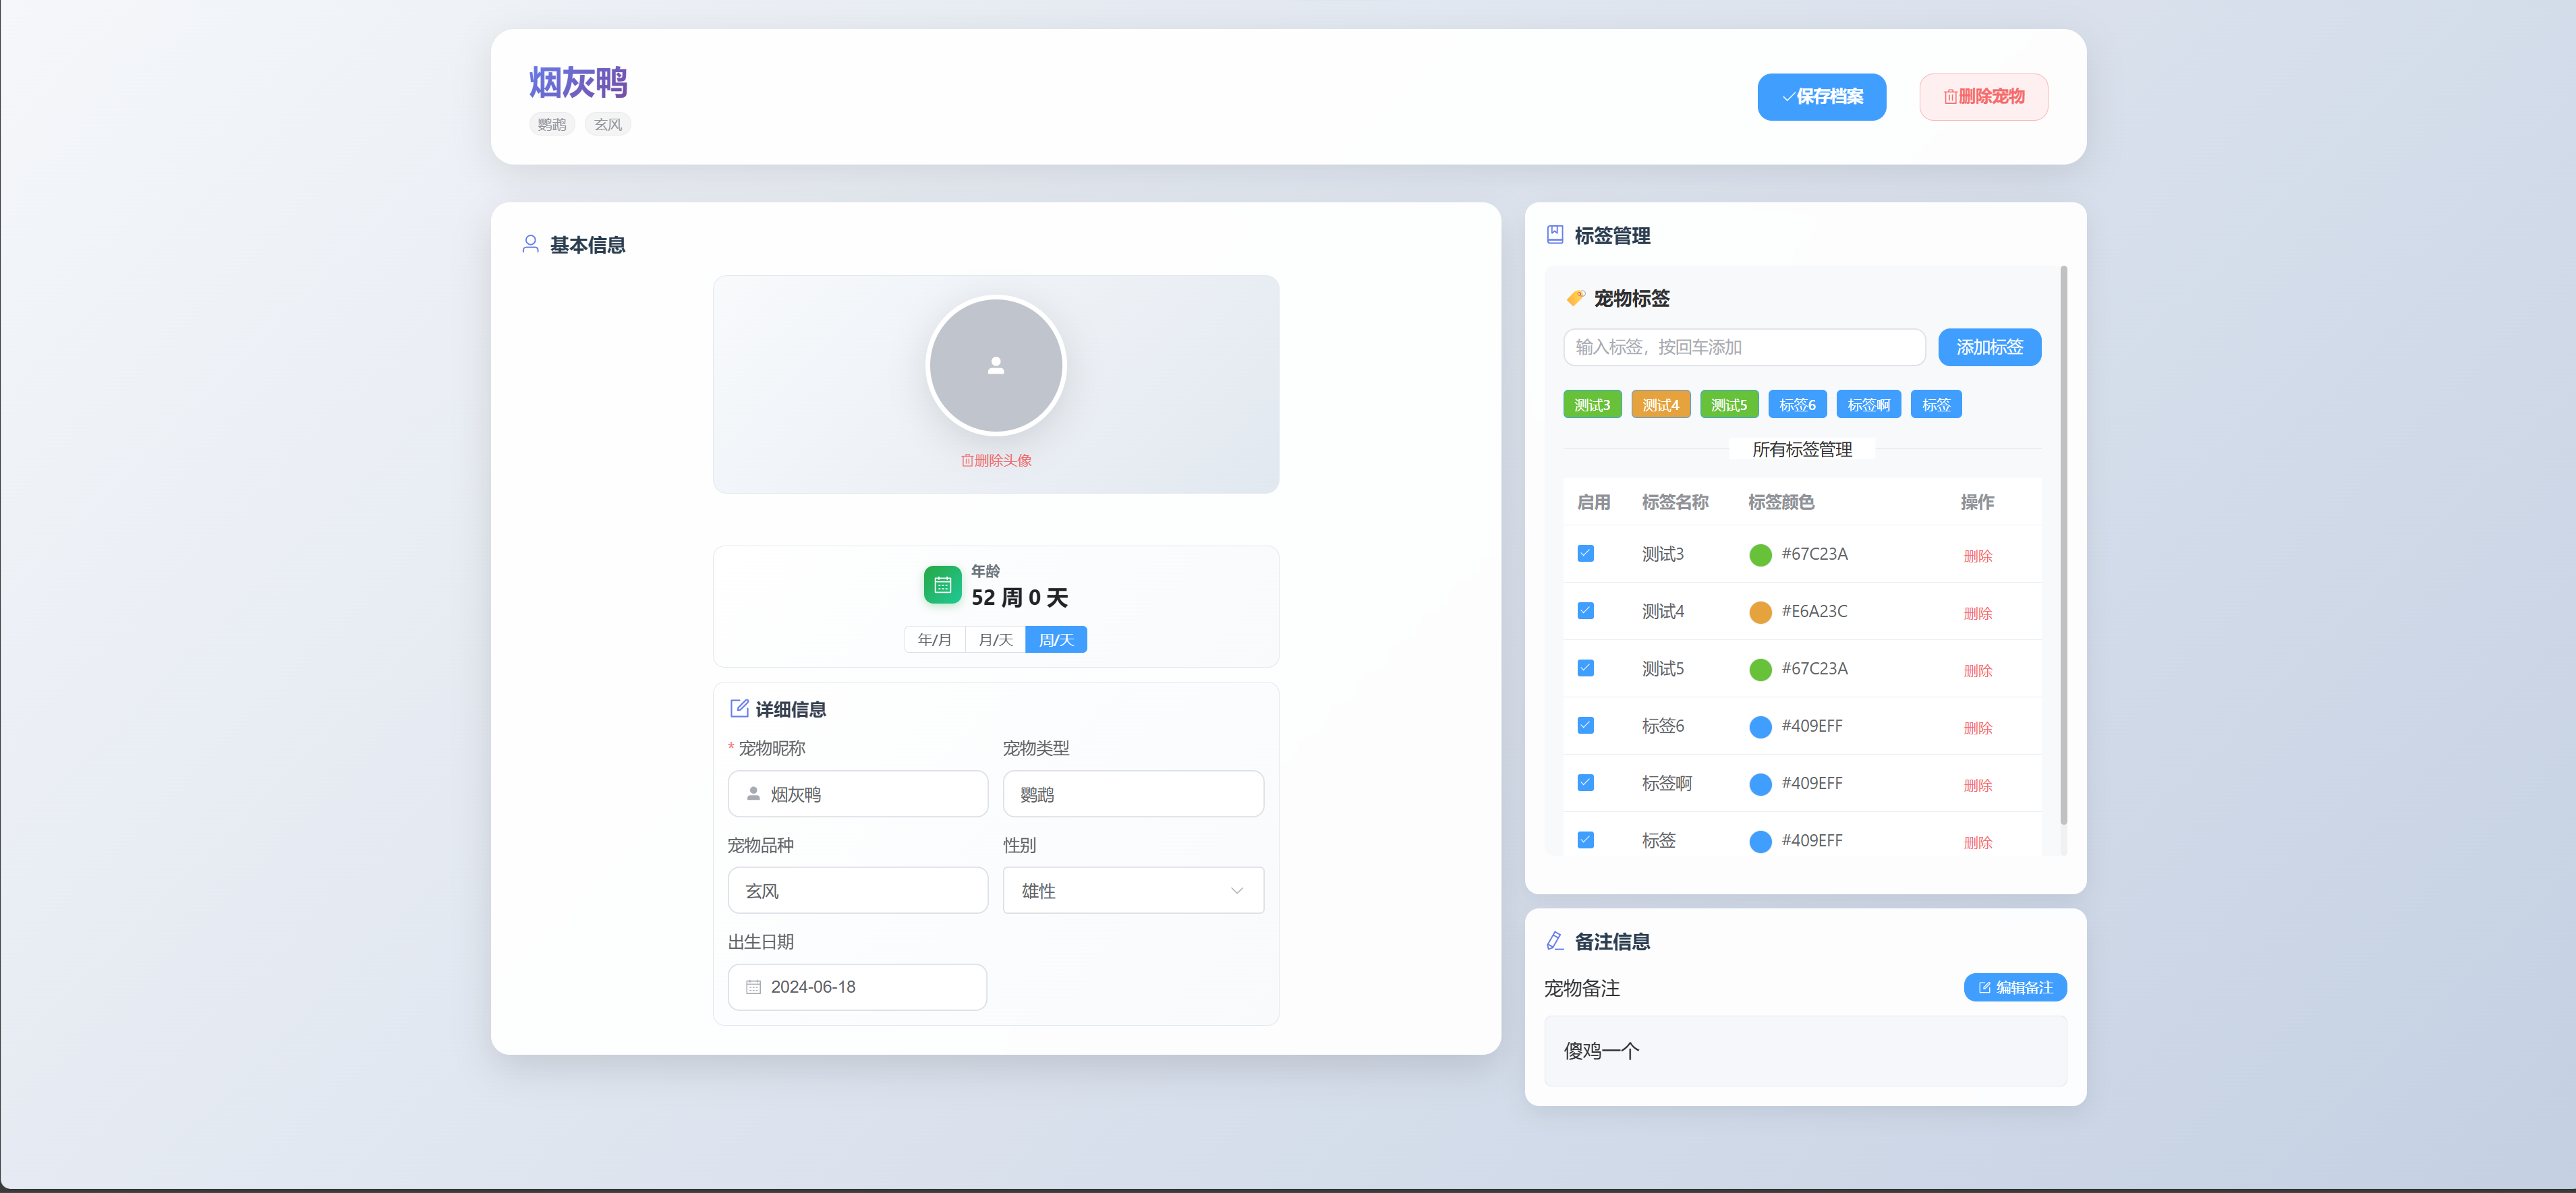 烟灰鸭
鹦鹉 玄风
保存档案 删除宠物
基本信息
删除头像
年龄
52 周 0 天
年/月 月/天 周/天
详细信息
* 宠物昵称 宠物类型
烟灰鸭 鹦鹉
宠物品种 性别
玄风 雄性
出生日期
2024-06-18
标签管理
宠物标签
输入标签，按回车添加 添加标签
测试3 测试4 测试5 标签6 标签啊 标签
所有标签管理
启用 标签名称 标签颜色 操作
测试3 #67C23A 删除
测试4 #E6A23C 删除
测试5 #67C23A 删除
标签6 #409EFF 删除
标签啊 #409EFF 删除
标签 #409EFF 删除
备注信息
宠物备注 编辑备注
傻鸡一个